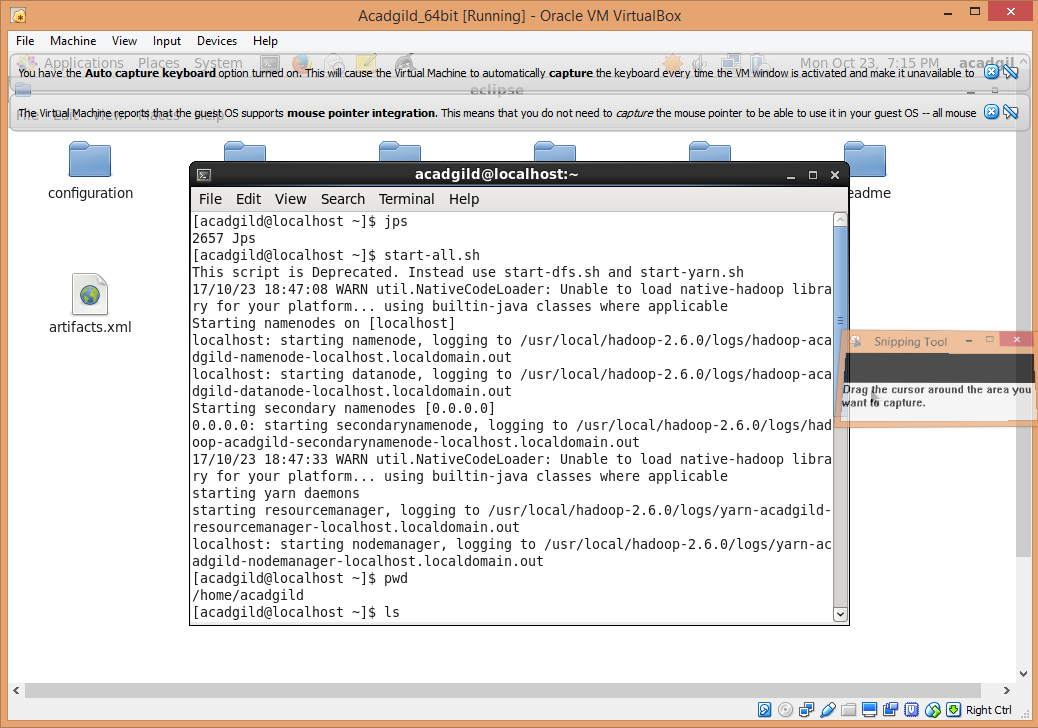 Acadgild_64bit [Running] - Oracle VM VirtualBox
File Machine View Input Devices Help
Applications Places System Mon Oct 23, 7:15 PM acadgil
You have the Auto capture keyboard option turned on. This will cause the Virtual Machine to automatically capture the keyboard every time the VM window is activated and make it unavailable to
eclipse
The Virtual Machine reports that the guest OS supports mouse pointer integration. This means that you do not need to capture the mouse pointer to be able to use it in your guest OS -- all mouse
File Edit View Places Help
configuration
eadme
artifacts.xml
acadgild@localhost:~
File Edit View Search Terminal Help
[acadgild@localhost ~]$ jps
2657 Jps
[acadgild@localhost ~]$ start-all.sh
This script is Deprecated. Instead use start-dfs.sh and start-yarn.sh
17/10/23 18:47:08 WARN util.NativeCodeLoader: Unable to load native-hadoop libra
ry for your platform... using builtin-java classes where applicable
Starting namenodes on [localhost]
localhost: starting namenode, logging to /usr/local/hadoop-2.6.0/logs/hadoop-aca
dgild-namenode-localhost.localdomain.out
localhost: starting datanode, logging to /usr/local/hadoop-2.6.0/logs/hadoop-aca
dgild-datanode-localhost.localdomain.out
Starting secondary namenodes [0.0.0.0]
0.0.0.0: starting secondarynamenode, logging to /usr/local/hadoop-2.6.0/logs/had
oop-acadgild-secondarynamenode-localhost.localdomain.out
17/10/23 18:47:33 WARN util.NativeCodeLoader: Unable to load native-hadoop libra
ry for your platform... using builtin-java classes where applicable
starting yarn daemons
starting resourcemanager, logging to /usr/local/hadoop-2.6.0/logs/yarn-acadgild-
resourcemanager-localhost.localdomain.out
localhost: starting nodemanager, logging to /usr/local/hadoop-2.6.0/logs/yarn-ac
adgild-nodemanager-localhost.localdomain.out
[acadgild@localhost ~]$ pwd
/home/acadgild
[acadgild@localhost ~]$ ls
Snipping Tool
Drag the cursor around the area you
want to capture.
Right Ctrl